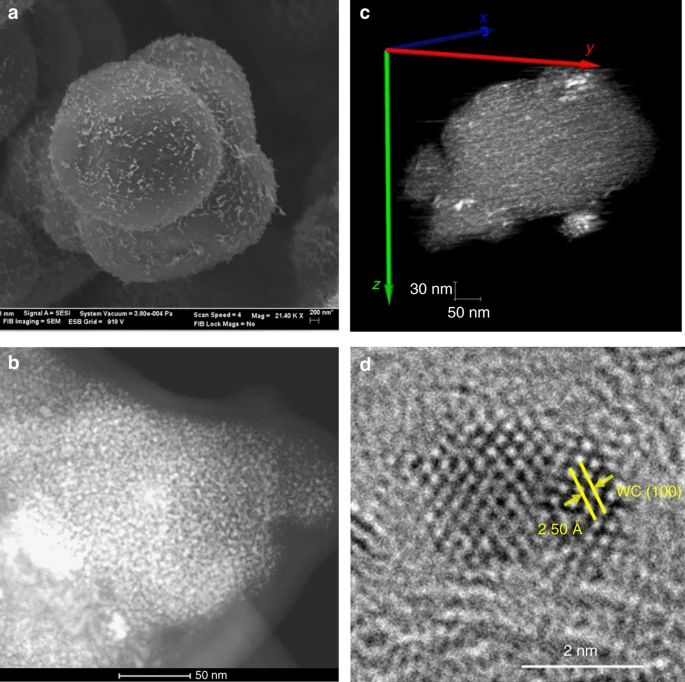 a
l mm Signal A = SESI System Vacuum = 3.80e-004 Pa Scan Speed = 4 Mag = 21.40 K X 200 nm*
FIB Imaging = SEM ESB Grid = 918 V FIB Lock Mags = No
c
x
y
z
30 nm
50 nm
b
50 nm
d
WC (100)
2.50 Å
2 nm